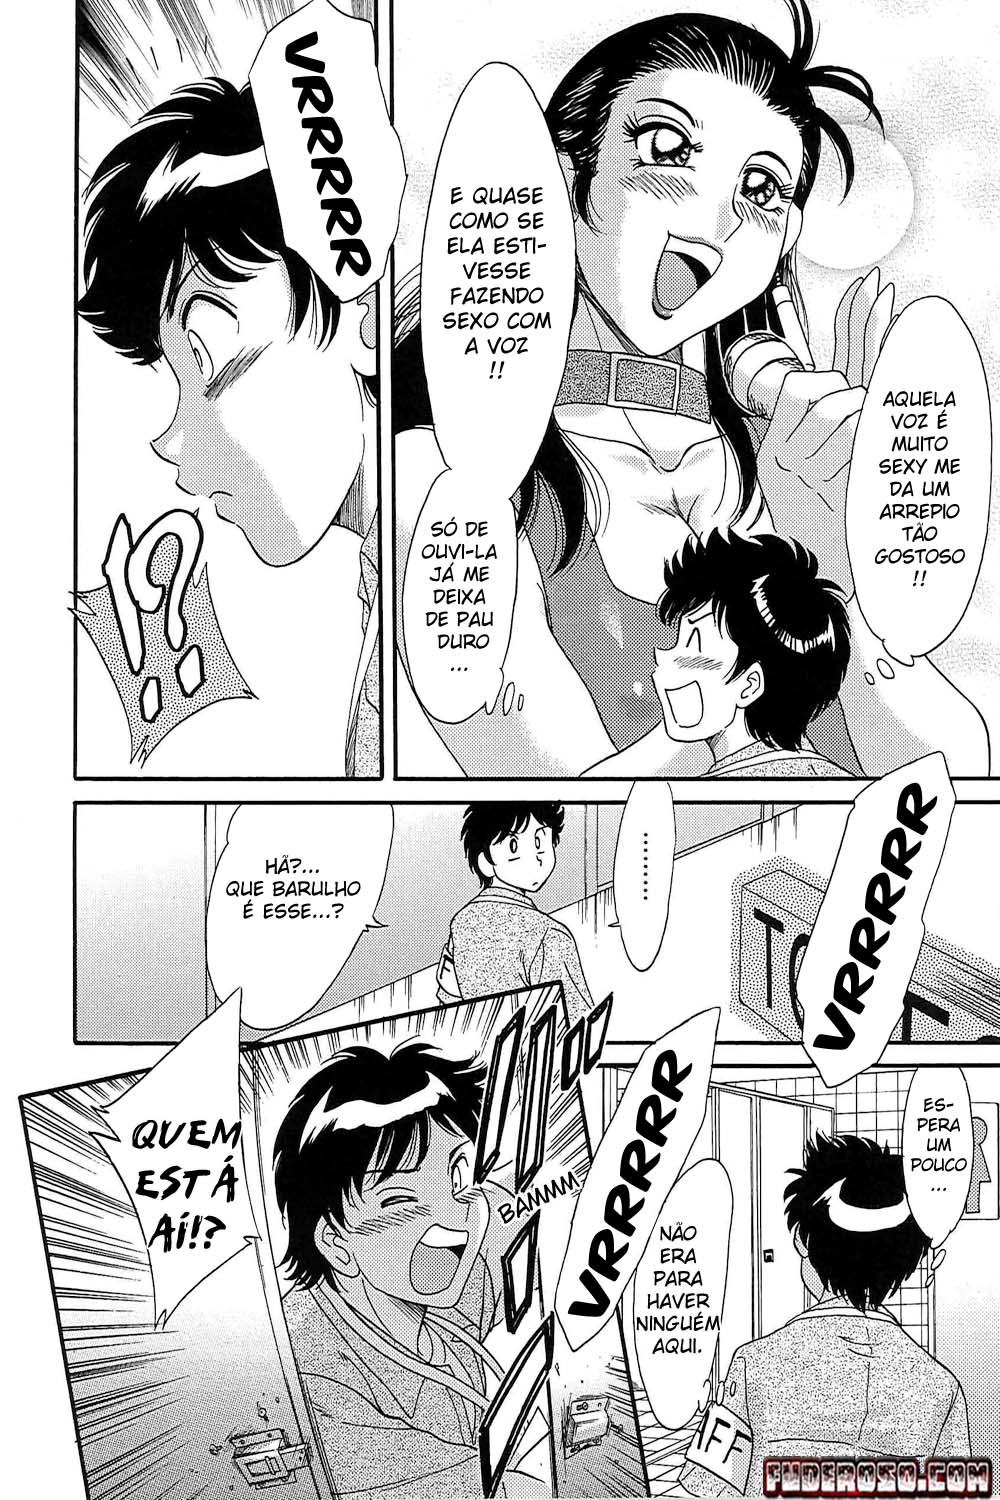 AQUELA
VOZ É
MUITO
SEXY ME
DA UM
ARREPIO
TÃO
GOSTOSO
!!
E QUASE
COMO SE
ELA ESTI-
VESSE
FAZENDO
SEXO COM
A VOZ
!!
SÓ DE
OUVI-LA
JÁ ME
DEIXA
DE PAU
DURO
...
VRRRR
!?
VRRRRR
..........
HÃ?...
QUE BARULHO
É ESSE...?
ES-
PERA
UM
POUCO
...
VRRRRR
NÃO
ERA
PARA
HAVER
NINGUÉM
AQUI.
AFF
BAMMM
QUEM
ESTÁ
AÍ!?
FUDEROSO.COM